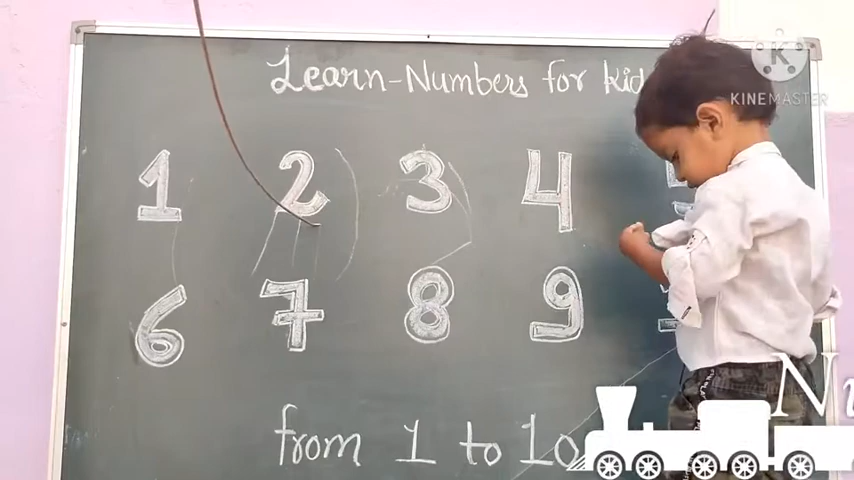 Learn-Numbers for kid
1 2 3 4
6 7 8 9
from 1 to 10
K
KINEMASTER
N